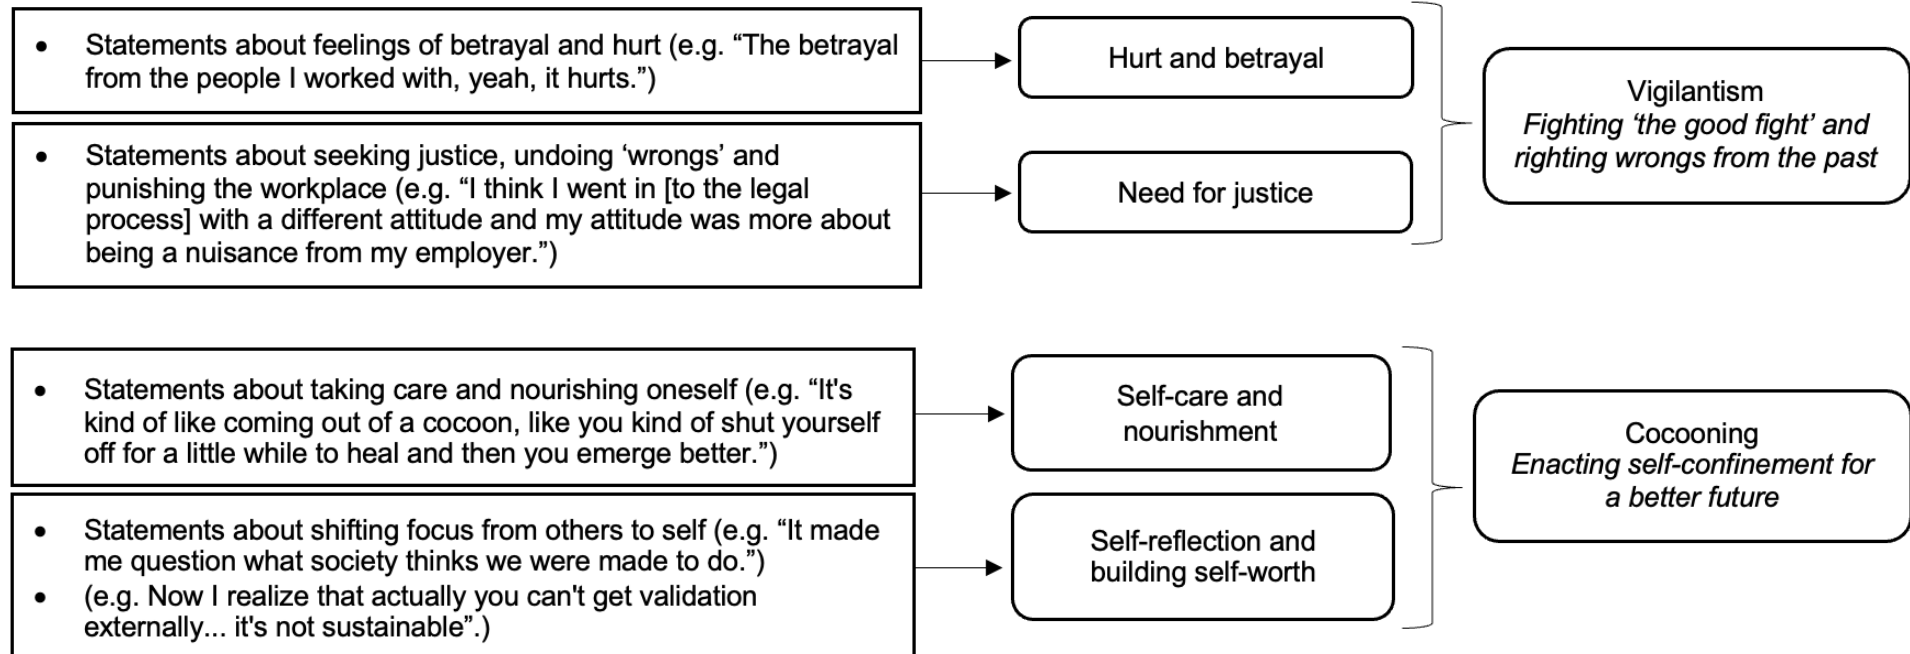 • Statements about feelings of betrayal and hurt (e.g. “The betrayal
from the people I worked with, yeah, it hurts.”)
Hurt and betrayal
• Statements about seeking justice, undoing ‘wrongs’ and
punishing the workplace (e.g. “I think I went in [to the legal
process] with a different attitude and my attitude was more about
being a nuisance from my employer.”)
Need for justice
Vigilantism
Fighting ‘the good fight’ and
righting wrongs from the past
• Statements about taking care and nourishing oneself (e.g. “It's
kind of like coming out of a cocoon, like you kind of shut yourself
off for a little while to heal and then you emerge better.”)
Self-care and
nourishment
• Statements about shifting focus from others to self (e.g. “It made
me question what society thinks we were made to do.”)
• (e.g. Now I realize that actually you can't get validation
externally... it's not sustainable”.)
Self-reflection and
building self-worth
Cocooning
Enacting self-confinement for
a better future